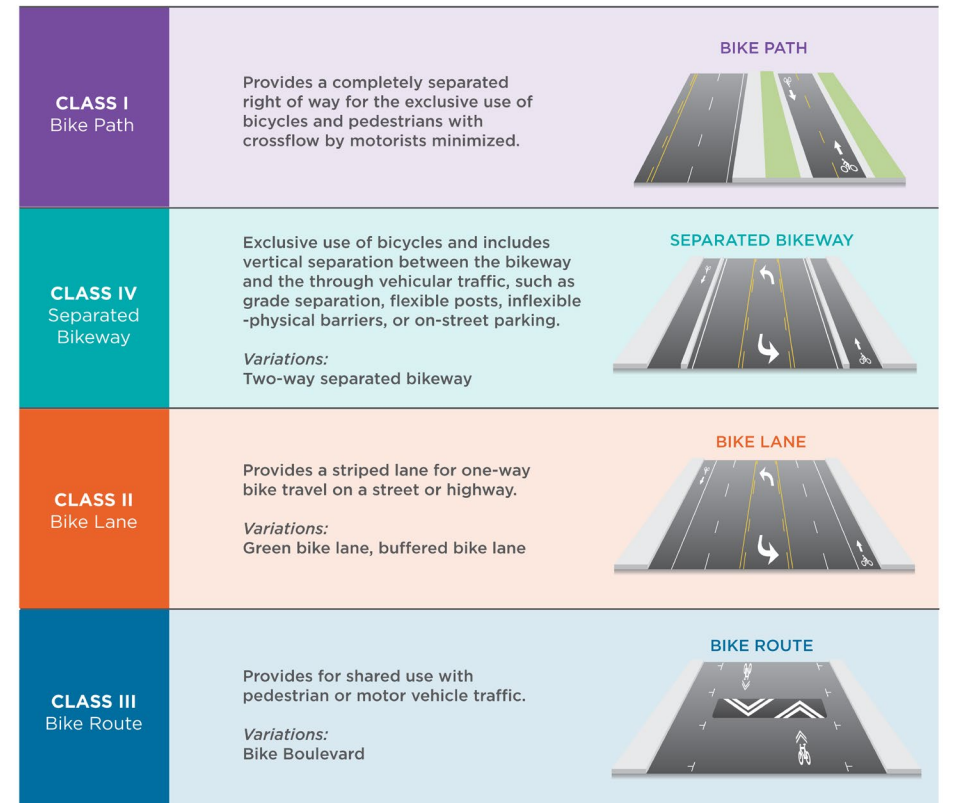 CLASS I
Bike Path
Provides a completely separated
right of way for the exclusive use of
bicycles and pedestrians with
crossflow by motorists minimized.
BIKE PATH
CLASS IV
Separated
Bikeway
Exclusive use of bicycles and includes
vertical separation between the bikeway
and the through vehicular traffic, such as
grade separation, flexible posts, inflexible
-physical barriers, or on-street parking.
Variations:
Two-way separated bikeway
SEPARATED BIKEWAY
CLASS II
Bike Lane
Provides a striped lane for one-way
bike travel on a street or highway.
Variations:
Green bike lane, buffered bike lane
BIKE LANE
CLASS III
Bike Route
Provides for shared use with
pedestrian or motor vehicle traffic.
Variations:
Bike Boulevard
BIKE ROUTE